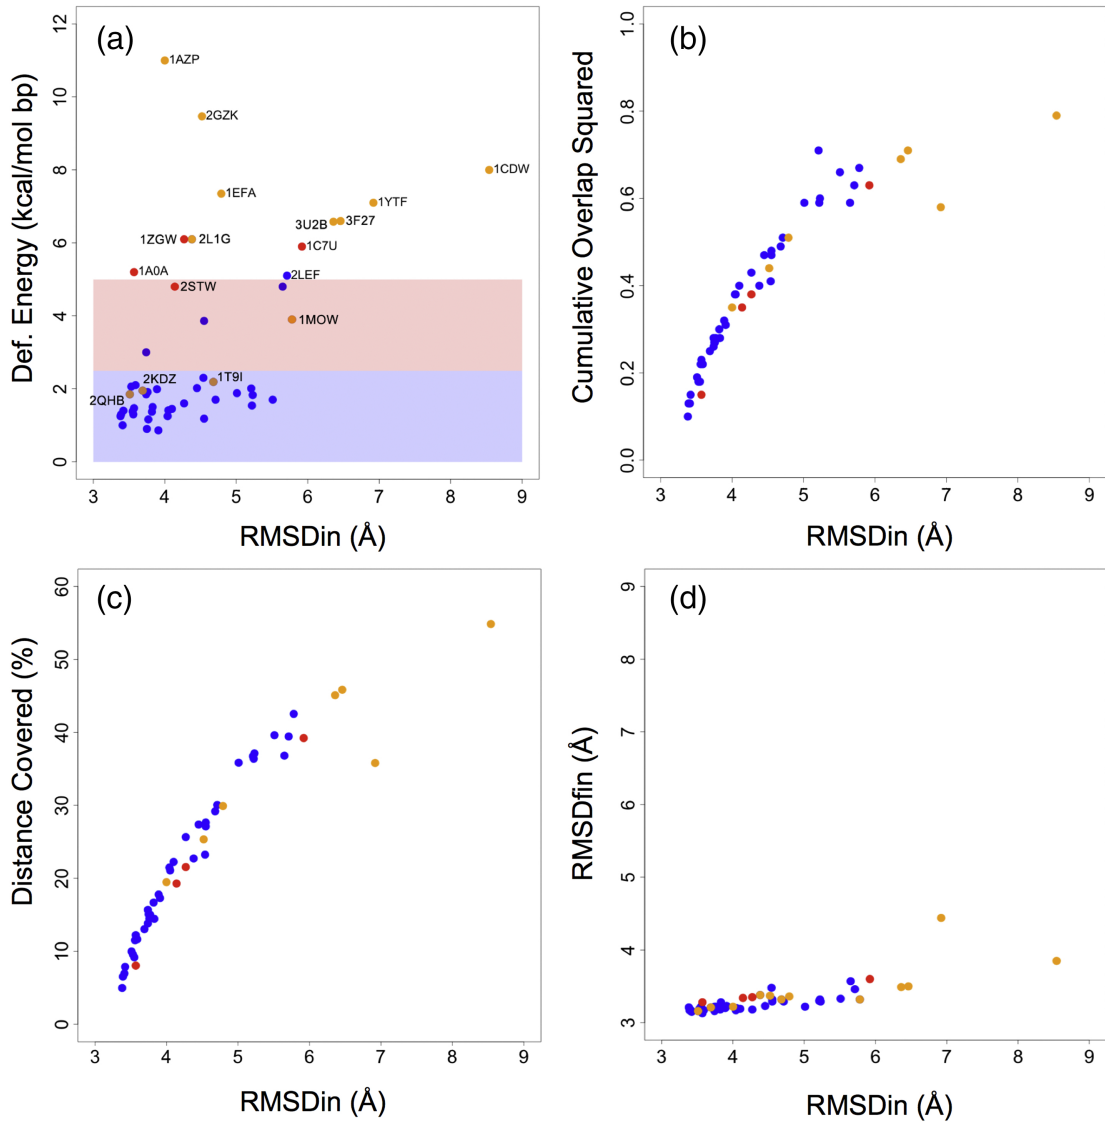 (a)
Def. Energy (kcal/mol bp)
12
10
8
6
4
2
0
1AZP
2GZK
1CDW
1EFA
1YTF
3U2B
3F27
1ZGW
2L1G
1C7U
1A0A
2LEF
2STW
1MOW
2KDZ
1T9I
2QHB
3 4 5 6 7 8 9
RMSDin (Å)
(b)
Cumulative Overlap Squared
1.0
0.8
0.6
0.4
0.2
0.0
3 4 5 6 7 8 9
RMSDin (Å)
(c)
Distance Covered (%)
60
50
40
30
20
10
0
3 4 5 6 7 8 9
RMSDin (Å)
(d)
RMSDfin (Å)
9
8
7
6
5
4
3
3 4 5 6 7 8 9
RMSDin (Å)